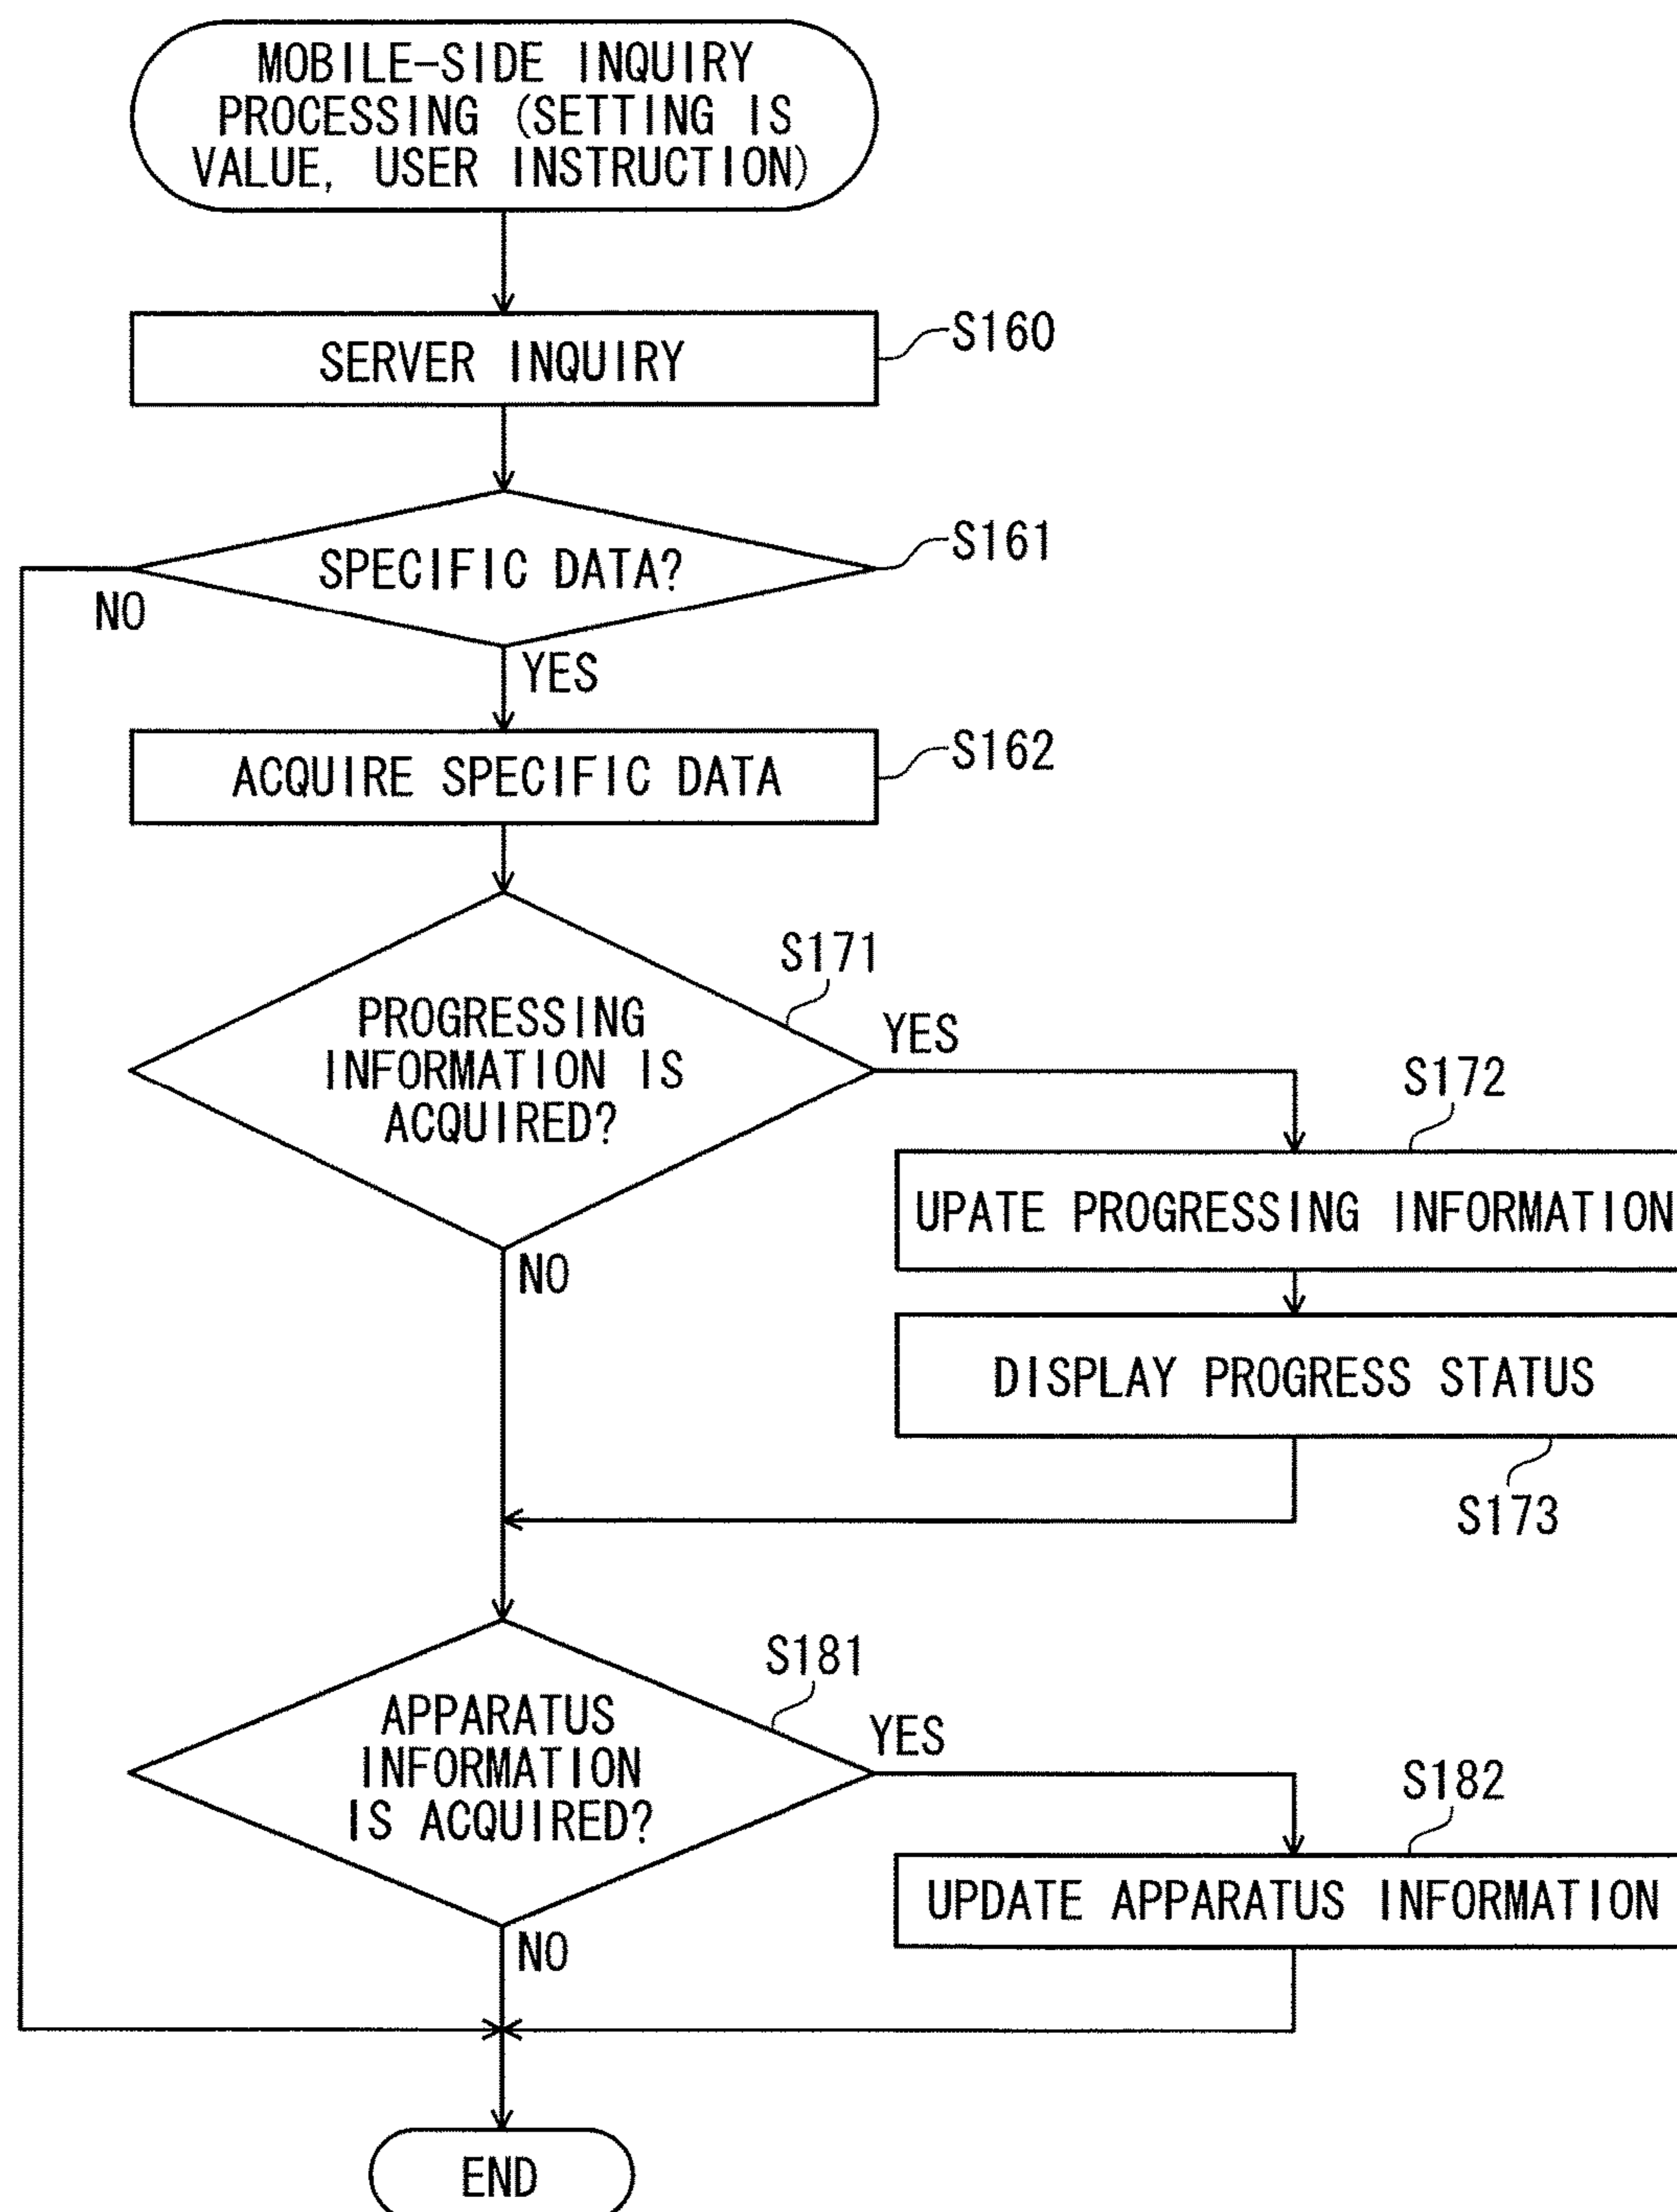 MOBILE-SIDE INQUIRY
PROCESSING (SETTING IS
VALUE, USER INSTRUCTION)
SERVER INQUIRY
S160
SPECIFIC DATA?
S161
NO
YES
ACQUIRE SPECIFIC DATA
S162
PROGRESSING
INFORMATION IS
ACQUIRED?
S171
YES
NO
S172
UPATE PROGRESSING INFORMATION
DISPLAY PROGRESS STATUS
S173
APPARATUS
INFORMATION
IS ACQUIRED?
S181
YES
NO
S182
UPDATE APPARATUS INFORMATION
END